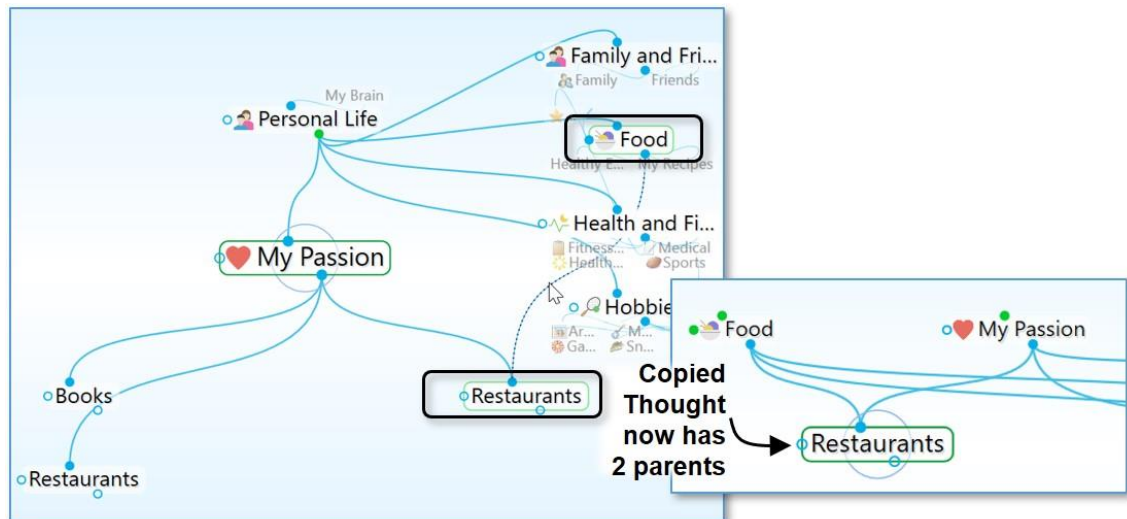 Family and Fri...
Family Friends
My Brain
Personal Life
Food
Healthy E... My Recipes
Health and Fi...
Fitness... Medical
Health... Sports
My Passion
Hobbie
Ar... M...
Ga... Sn...
Books
Restaurants
Restaurants
Food
My Passion
Copied
Thought
now has
2 parents
Restaurants